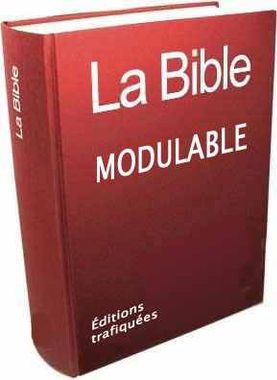 La Bible
La Bible
MODULABLE
Éditions
trafiquées